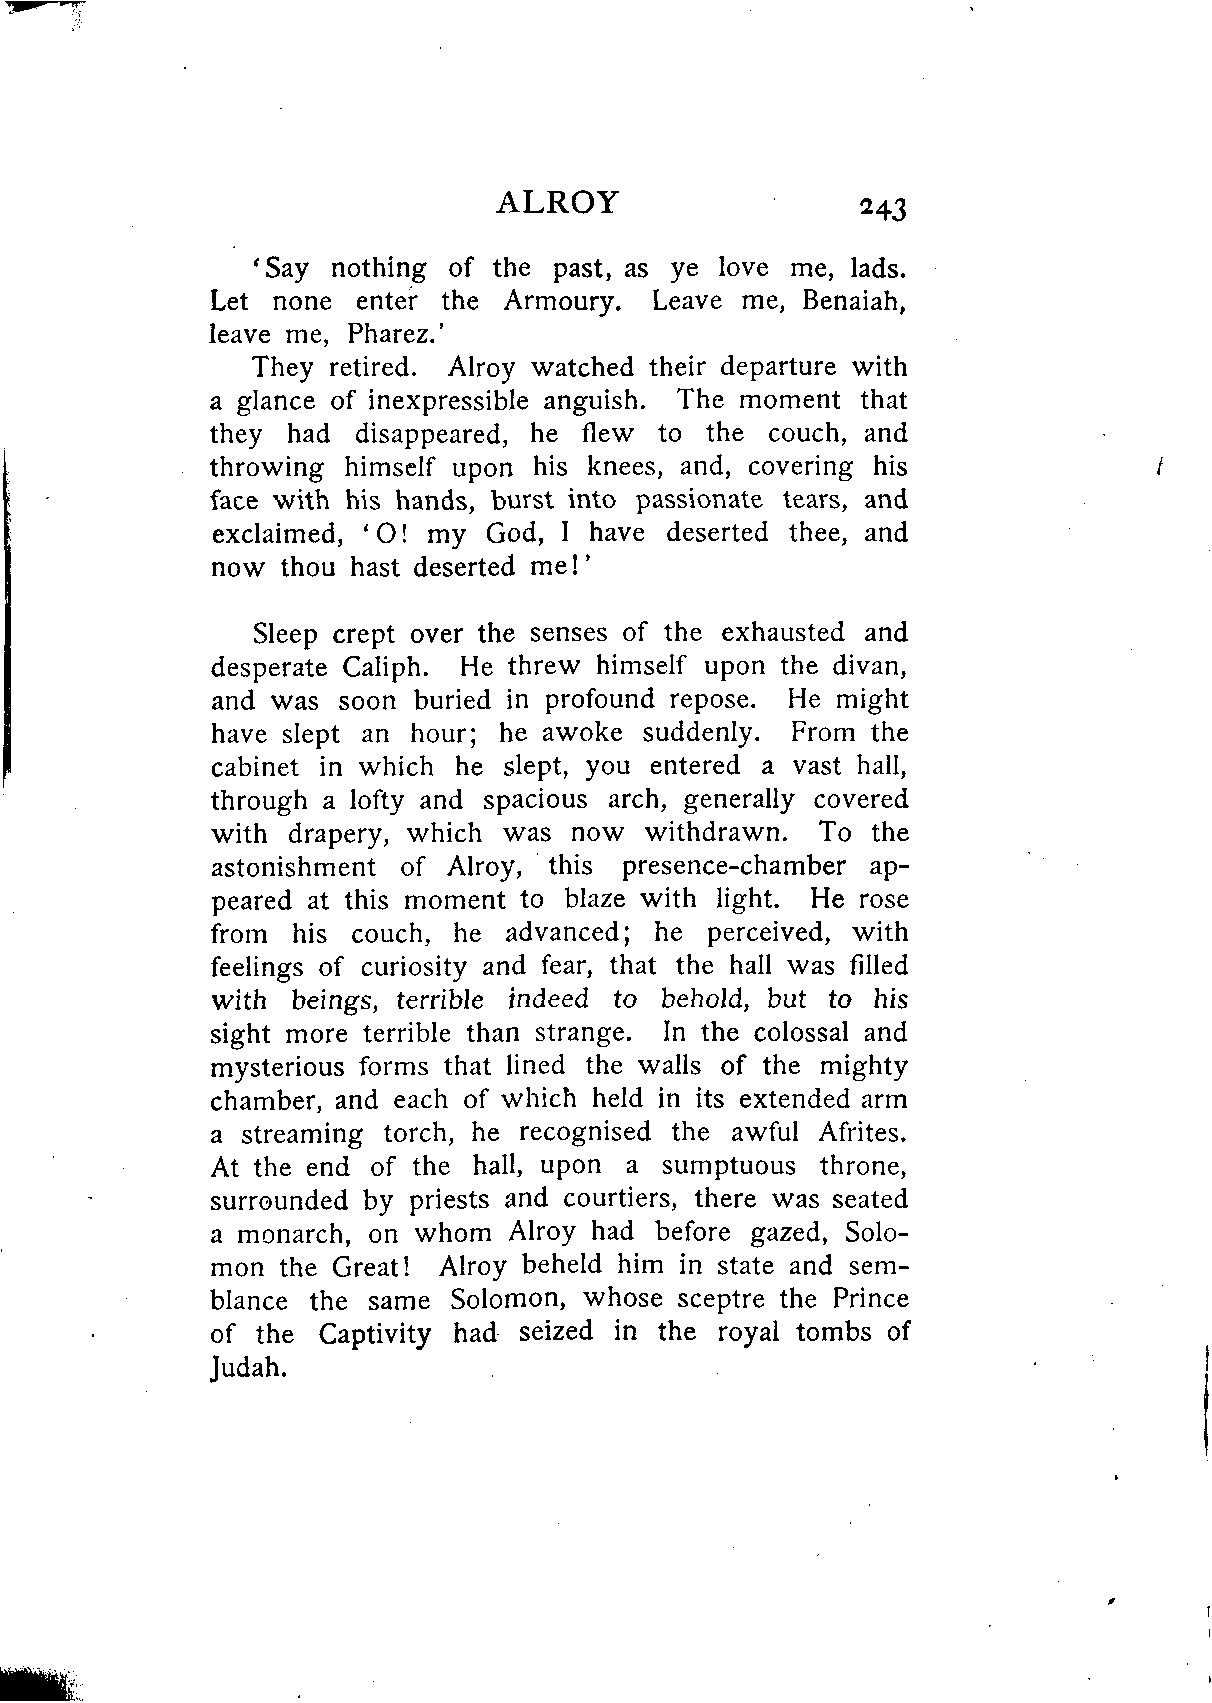 ALROY 243
‘Say nothing of the past, as ye love me, lads.
Let none enter the Armoury. Leave me, Benaiah,
leave me, Pharez.’
They retired. Alroy watched their departure with
a glance of inexpressible anguish. The moment that
they had disappeared, he flew to the couch, and
throwing himself upon his knees, and, covering his
face with his hands, burst into passionate tears, and
exclaimed, ‘O! my God, I have deserted thee, and
now thou hast deserted me!’
Sleep crept over the senses of the exhausted and
desperate Caliph. He threw himself upon the divan,
and was soon buried in profound repose. He might
have slept an hour; he awoke suddenly. From the
cabinet in which he slept, you entered a vast hall,
through a lofty and spacious arch, generally covered
with drapery, which was now withdrawn. To the
astonishment of Alroy, this presence-chamber ap-
peared at this moment to blaze with light. He rose
from his couch, he advanced; he perceived, with
feelings of curiosity and fear, that the hall was filled
with beings, terrible indeed to behold, but to his
sight more terrible than strange. In the colossal and
mysterious forms that lined the walls of the mighty
chamber, and each of which held in its extended arm
a streaming torch, he recognised the awful Afrites.
At the end of the hall, upon a sumptuous throne,
surrounded by priests and courtiers, there was seated
a monarch, on whom Alroy had before gazed, Solo-
mon the Great! Alroy beheld him in state and sem-
blance the same Solomon, whose sceptre the Prince
of the Captivity had seized in the royal tombs of
Judah.